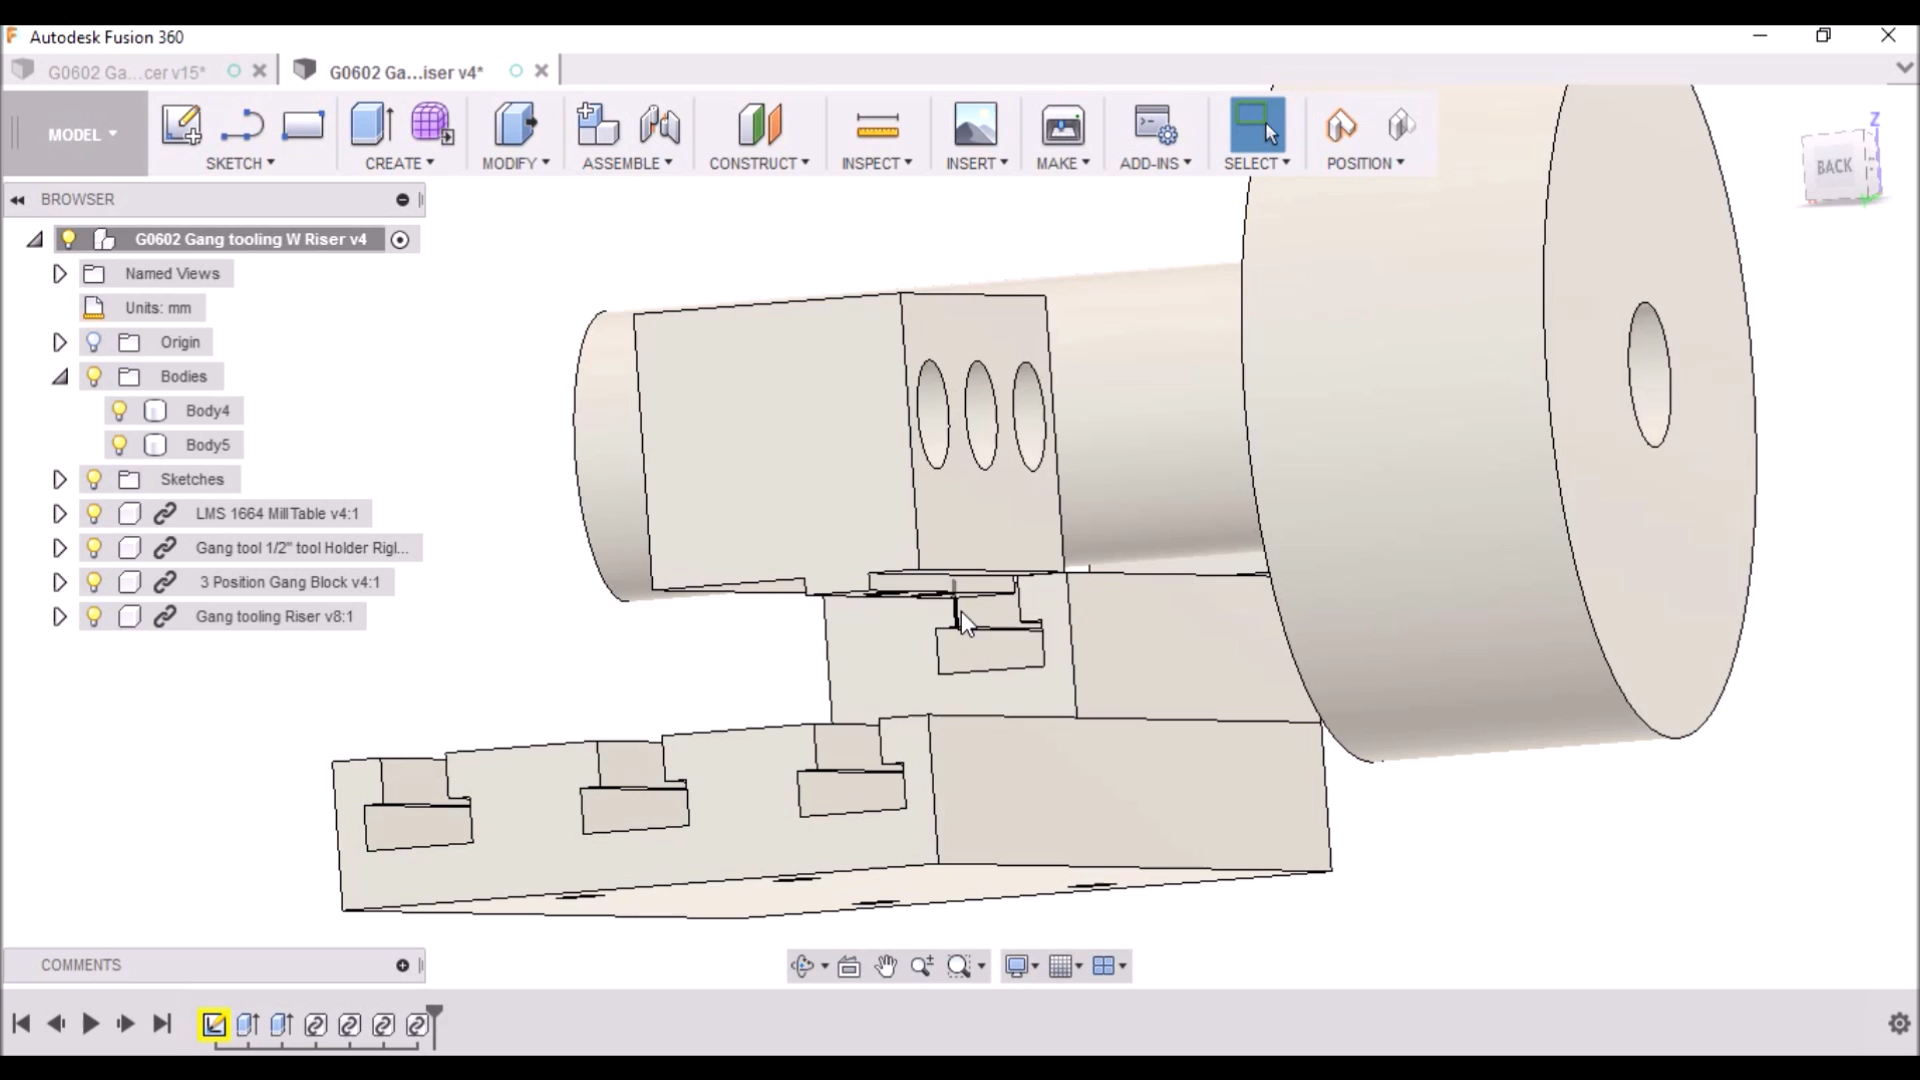 Autodesk Fusion 360
G0602 Ga...cer v15*
G0602 Ga...iser v4*
MODEL
SKETCH
CREATE
MODIFY
ASSEMBLE
CONSTRUCT
INSPECT
INSERT
MAKE
ADD-INS
SELECT
POSITION
Z
BACK
BROWSER
G0602 Gang tooling W Riser v4
Named Views
Units: mm
Origin
Bodies
Body4
Body5
Sketches
LMS 1664 Mill Table v4:1
Gang tool 1/2" tool Holder Rigl...
3 Position Gang Block v4:1
Gang tooling Riser v8:1
COMMENTS